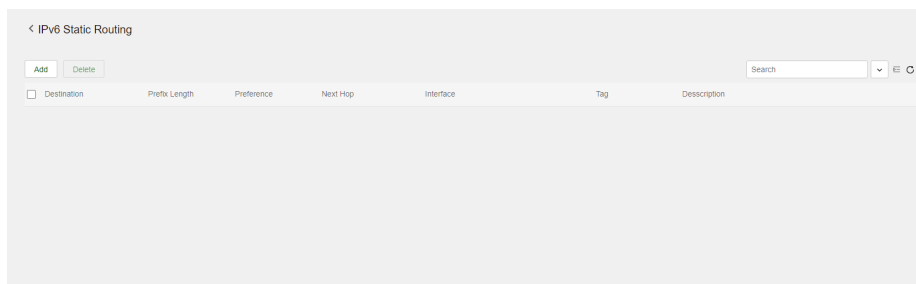 IPv6 Static Routing
Add Delete Search
Destination Prefix Length Preference Next Hop Interface Tag Desscription